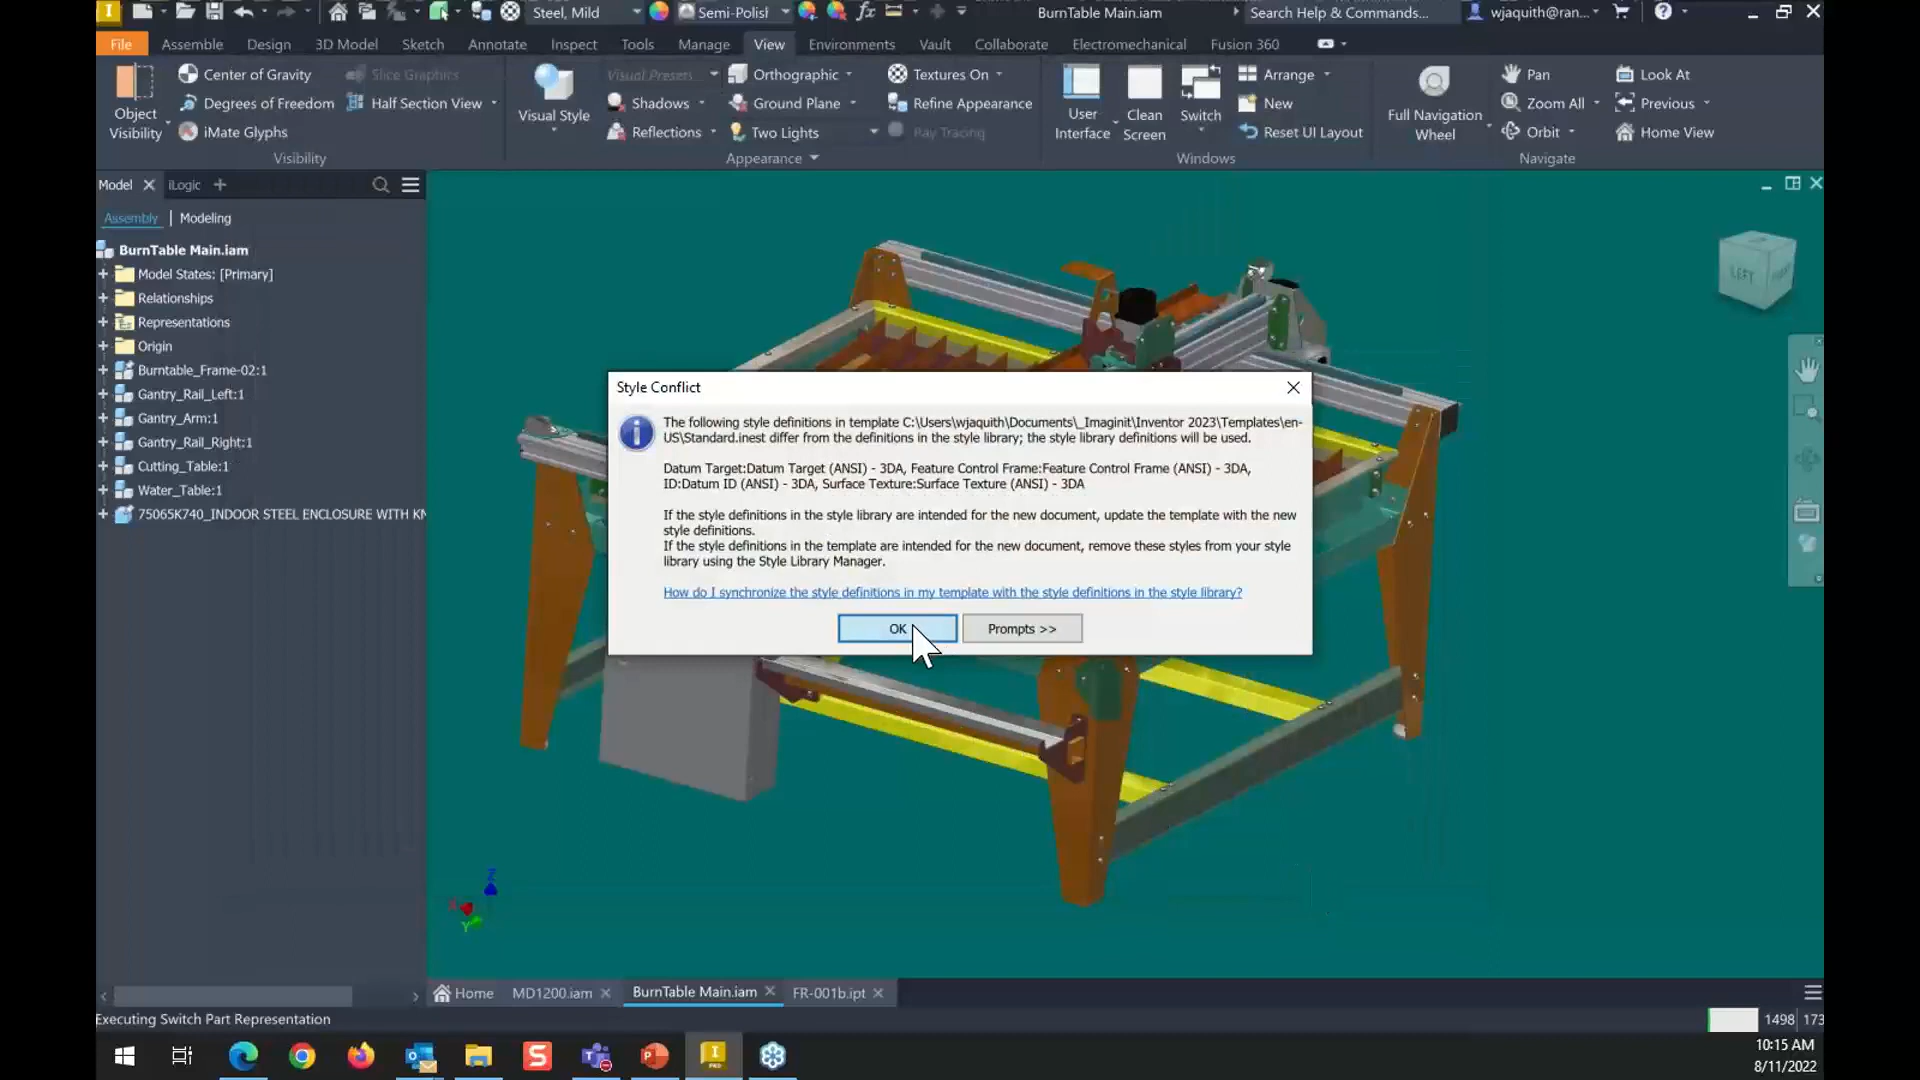 Steel, Mild
Semi-Polisl
BurnTable Main.iam
Search Help & Commands...
wjaquith@ran...
File
Assemble
Design
3D Model
Sketch
Annotate
Inspect
Tools
Manage
View
Environments
Vault
Collaborate
Electromechanical
Fusion 360
Object Visibility
Center of Gravity
Degrees of Freedom
iMate Glyphs
Slice Graphics
Half Section View
Visibility
Visual Style
Visual Presets
Shadows
Reflections
Orthographic
Ground Plane
Two Lights
Textures On
Refine Appearance
Ray Tracing
Appearance
User Interface
Clean Screen
Switch
Arrange
New
Reset UI Layout
Windows
Full Navigation Wheel
Pan
Zoom All
Orbit
Look At
Previous
Home View
Navigate
Model
iLogic
Assembly
Modeling
BurnTable Main.iam
Model States: [Primary]
Relationships
Representations
Origin
Burntable_Frame-02:1
Gantry_Rail_Left:1
Gantry_Arm:1
Gantry_Rail_Right:1
Cutting_Table:1
Water_Table:1
75065K740_INDOOR STEEL ENCLOSURE WITH KN
LEFT
Style Conflict
The following style definitions in template C:\Users\wjaquith\Documents\_Imaginit\Inventor 2023\Templates\en-
US\Standard.inest differ from the definitions in the style library; the style library definitions will be used.
Datum Target:Datum Target (ANSI) - 3DA, Feature Control Frame:Feature Control Frame (ANSI) - 3DA,
ID:Datum ID (ANSI) - 3DA, Surface Texture:Surface Texture (ANSI) - 3DA
If the style definitions in the style library are intended for the new document, update the template with the new
style definitions.
If the style definitions in the template are intended for the new document, remove these styles from your style
library using the Style Library Manager.
How do I synchronize the style definitions in my template with the style definitions in the style library?
OK
Prompts >>
Z
X
Y
Home
MD1200.iam
BurnTable Main.iam
FR-001b.ipt
Executing Switch Part Representation
1498
173
10:15 AM
8/11/2022